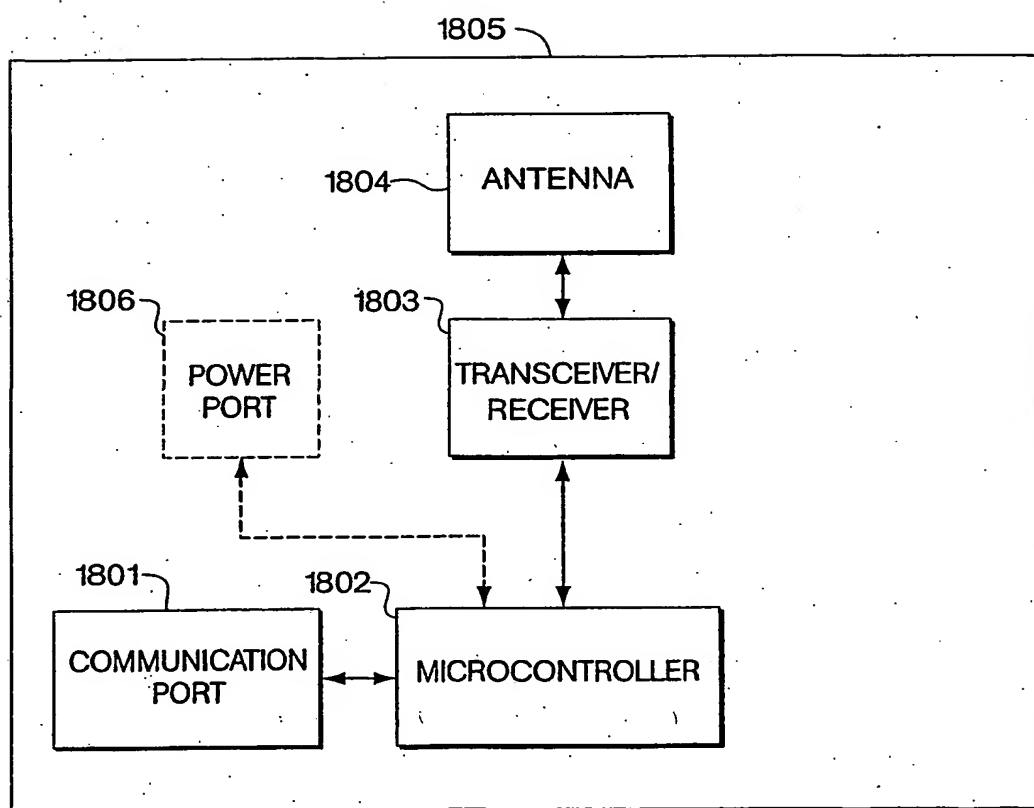 1805
1804
ANTENNA
1806
1803
POWER
PORT
TRANSCEIVER/
RECEIVER
1801
1802
COMMUNICATION
PORT
MICROCONTROLLER